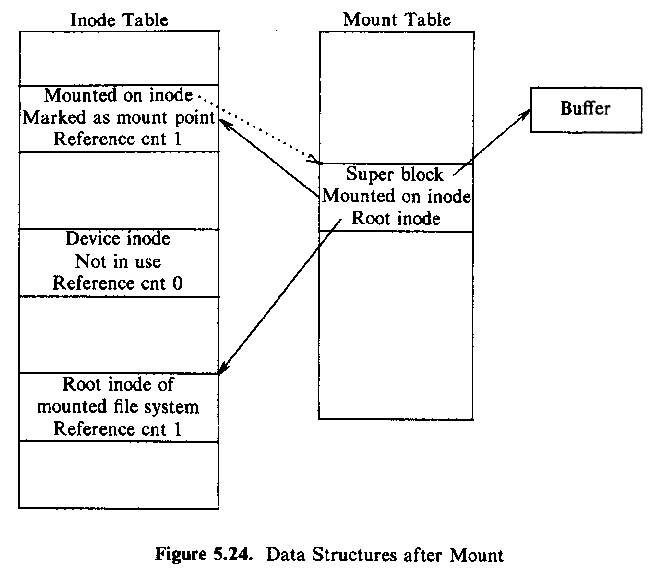 Inode Table
Mounted on inode
Marked as mount point
Reference cnt 1
Device inode
Not in use
Reference cnt 0
Root inode of
mounted file system
Reference cnt 1
Mount Table
Super block
Mounted on inode
Root inode
Buffer
Figure 5.24. Data Structures after Mount